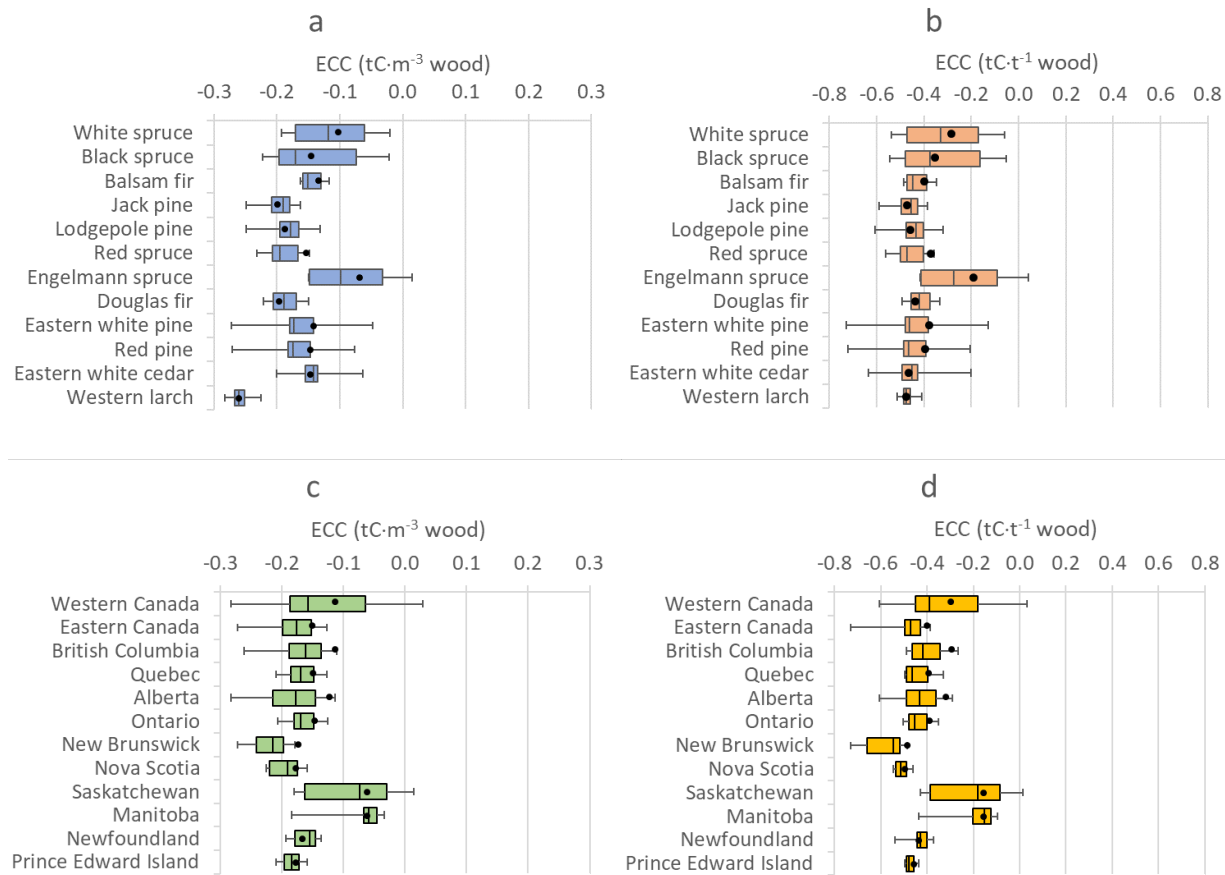 a
ECC (tC·m⁻³ wood)
-0.3 -0.2 -0.1 0.0 0.1 0.2 0.3
White spruce
Black spruce
Balsam fir
Jack pine
Lodgepole pine
Red spruce
Engelmann spruce
Douglas fir
Eastern white pine
Red pine
Eastern white cedar
Western larch
b
ECC (tC·t⁻¹ wood)
-0.8 -0.6 -0.4 -0.2 0.0 0.2 0.4 0.6 0.8
White spruce
Black spruce
Balsam fir
Jack pine
Lodgepole pine
Red spruce
Engelmann spruce
Douglas fir
Eastern white pine
Red pine
Eastern white cedar
Western larch
c
ECC (tC·m⁻³ wood)
-0.3 -0.2 -0.1 0.0 0.1 0.2 0.3
Western Canada
Eastern Canada
British Columbia
Quebec
Alberta
Ontario
New Brunswick
Nova Scotia
Saskatchewan
Manitoba
Newfoundland
Prince Edward Island
d
ECC (tC·t⁻¹ wood)
-0.8 -0.6 -0.4 -0.2 0.0 0.2 0.4 0.6 0.8
Western Canada
Eastern Canada
British Columbia
Quebec
Alberta
Ontario
New Brunswick
Nova Scotia
Saskatchewan
Manitoba
Newfoundland
Prince Edward Island